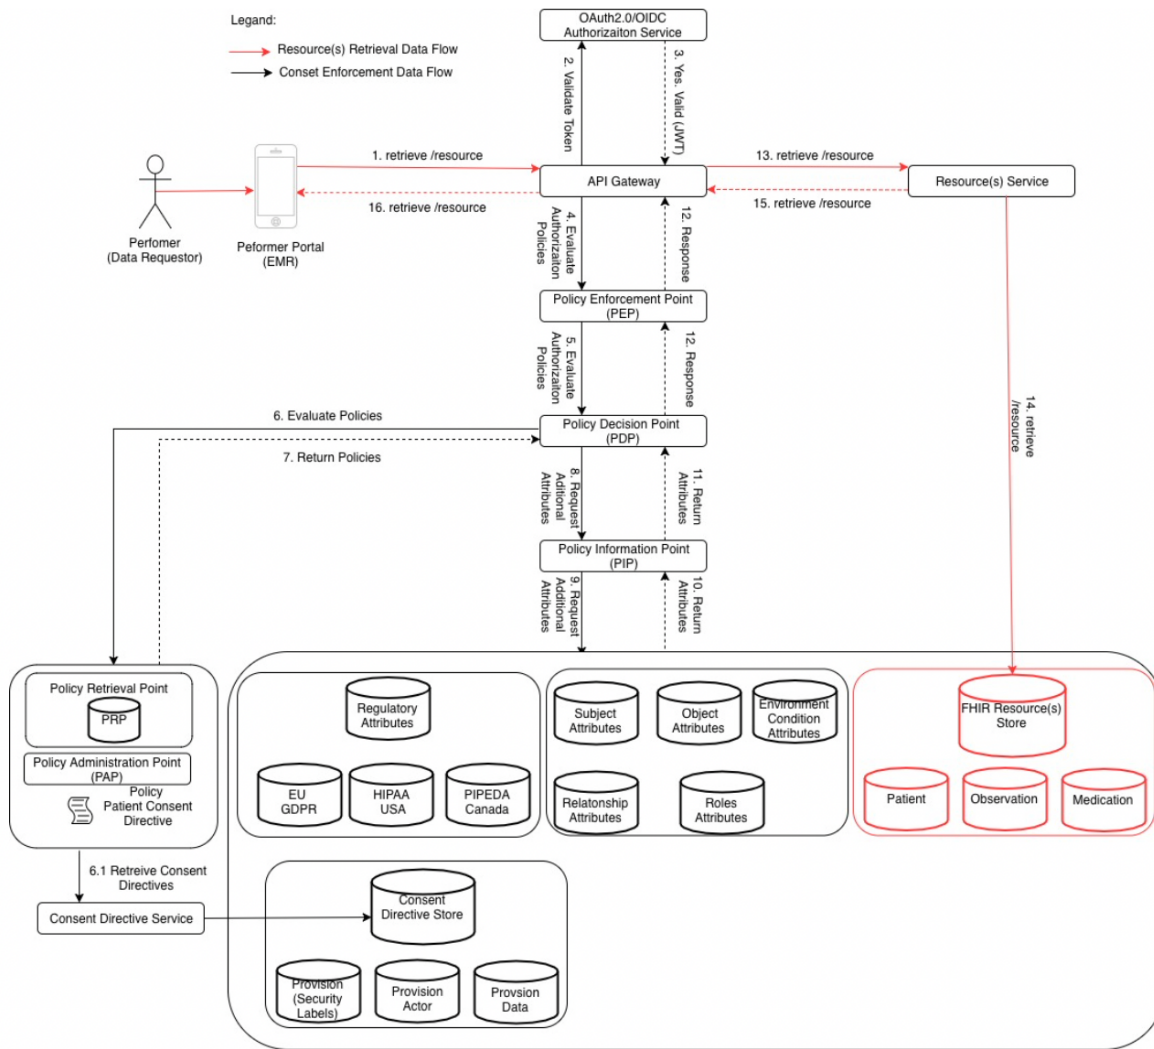 Legand:
Resource(s) Retrieval Data Flow
Conset Enforcement Data Flow
OAuth2.0/OIDC
Authorizaiton Service
2. Validate Token
3. Yes. Valid (JWT)
1. retrieve /resource
16. retrieve /resource
API Gateway
13. retrieve /resource
15. retrieve /resource
Resource(s) Service
Perfomer
(Data Requestor)
Peformer Portal
(EMR)
4. Evaluate
Authorizaiton
Policies
12. Response
Policy Enforcement Point
(PEP)
5. Evaluate
Authorizaiton
Policies
12. Response
6. Evaluate Policies
7. Return Policies
Policy Decision Point
(PDP)
14. retrieve
/resource
8. Request
Aditional
Attributes
11. Return
Attributes
Policy Information Point
(PIP)
9. Request
Additional
Attributes
10. Return
Attributes
Policy Retrieval Point
PRP
Policy Administration Point
(PAP)
Policy
Patient Consent
Directive
6.1 Retreive Consent
Directives
Consent Directive Service
Regulatory
Attributes
EU
GDPR
HIPAA
USA
PIPEDA
Canada
Subject
Attributes
Object
Attributes
Environment
Condition
Attributes
Relatonship
Attributes
Roles
Attributes
FHIR Resource(s)
Store
Patient
Observation
Medication
Consent
Directive Store
Provision
(Security
Labels)
Provision
Actor
Provsion
Data